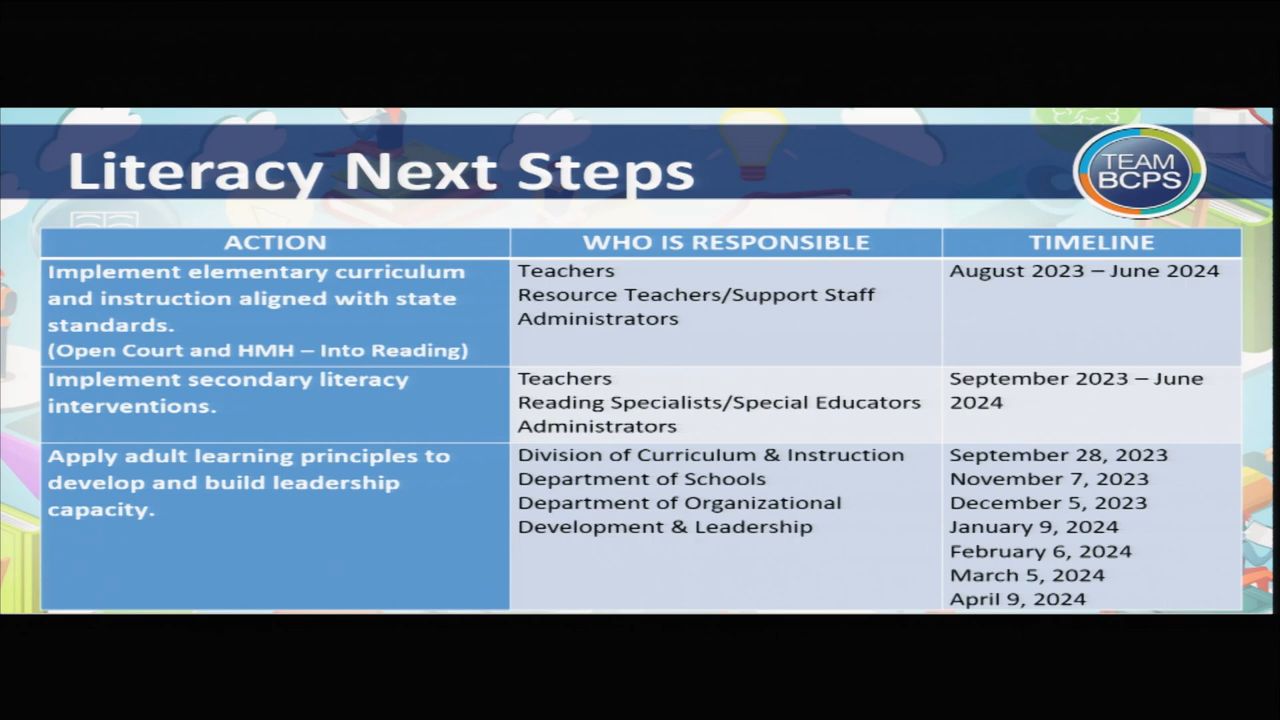 Literacy Next Steps
TEAM
BCPS
ACTION
WHO IS RESPONSIBLE
TIMELINE
Implement elementary curriculum
and instruction aligned with state
standards.
(Open Court and HMH – Into Reading)
Teachers
Resource Teachers/Support Staff
Administrators
August 2023 – June 2024
Implement secondary literacy
interventions.
Teachers
Reading Specialists/Special Educators
Administrators
September 2023 – June
2024
Apply adult learning principles to
develop and build leadership
capacity.
Division of Curriculum & Instruction
Department of Schools
Department of Organizational
Development & Leadership
September 28, 2023
November 7, 2023
December 5, 2023
January 9, 2024
February 6, 2024
March 5, 2024
April 9, 2024